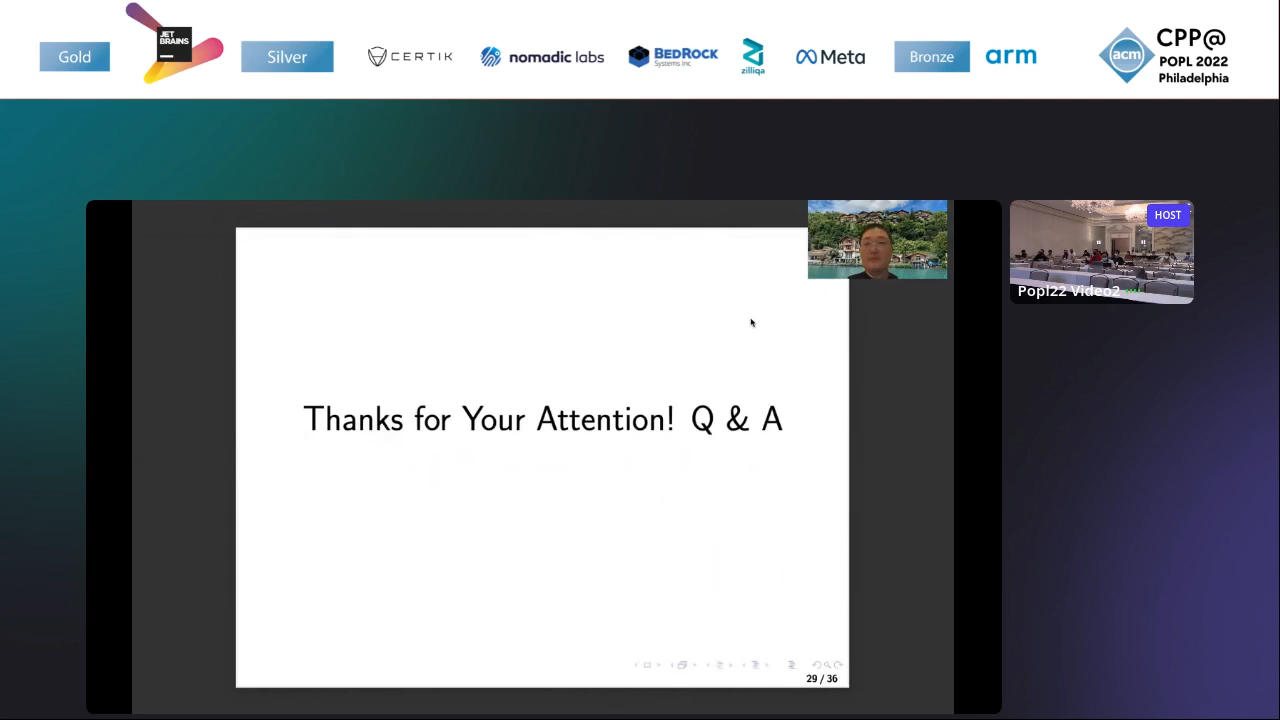 Gold
JET
BRAINS
Silver
CERTIK
nomadic labs
BEDROCK
Systems Inc
zilliqa
Meta
Bronze
arm
acm
CPP@
POPL 2022
Philadelphia
HOST
Popl22 Video2
Thanks for Your Attention! Q & A
29 / 36